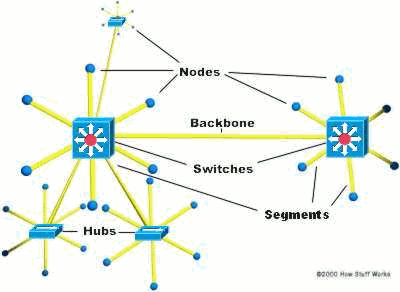 Nodes
Backbone
Switches
Segments
Hubs
©2000 How Stuff Works